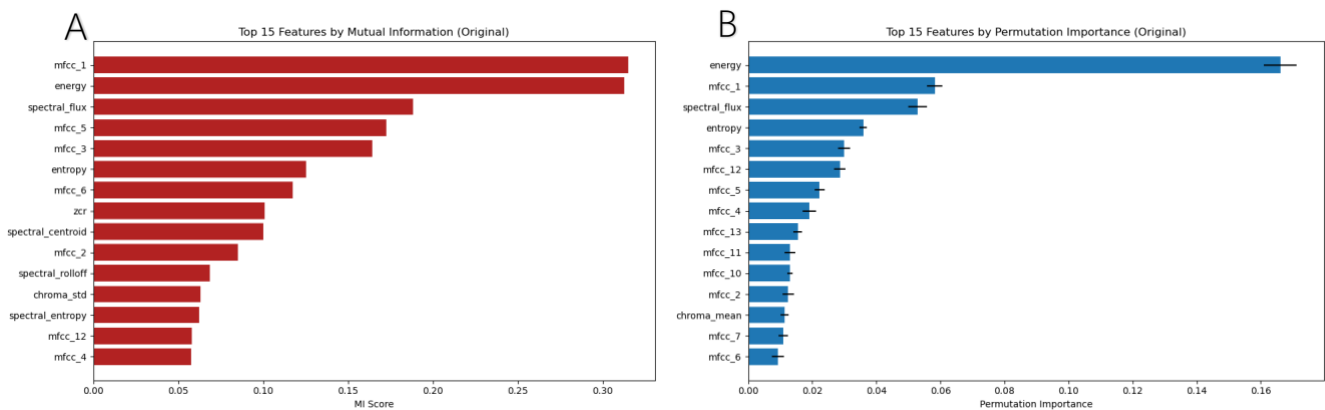 A
Top 15 Features by Mutual Information (Original)
mfcc_1
energy
spectral_flux
mfcc_5
mfcc_3
entropy
mfcc_6
zcr
spectral_centroid
mfcc_2
spectral_rolloff
chroma_std
spectral_entropy
mfcc_12
mfcc_4
0.00 0.05 0.10 0.15 0.20 0.25 0.30
MI Score
B
Top 15 Features by Permutation Importance (Original)
energy
mfcc_1
spectral_flux
entropy
mfcc_3
mfcc_12
mfcc_5
mfcc_4
mfcc_13
mfcc_11
mfcc_10
mfcc_2
chroma_mean
mfcc_7
mfcc_6
0.00 0.02 0.04 0.06 0.08 0.10 0.12 0.14 0.16
Permutation Importance